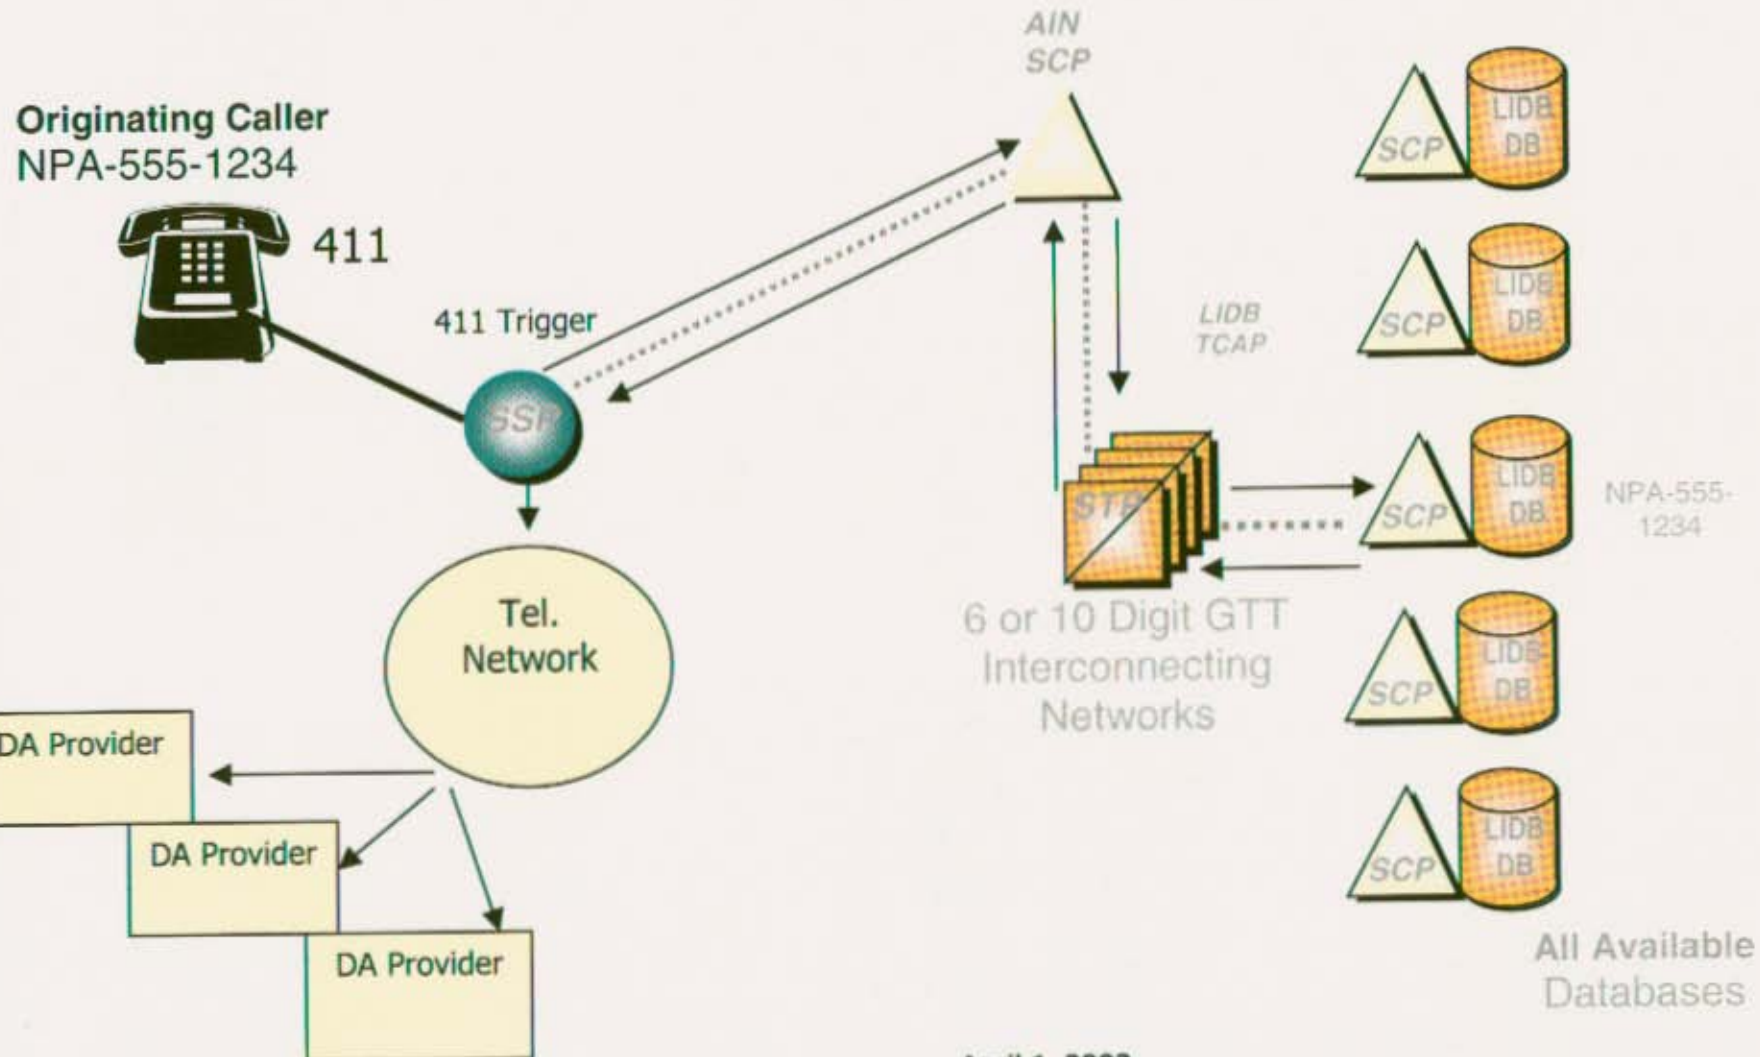 AIN
SCP
Originating Caller
NPA-555-1234
411
411 Trigger
SSP
LIDB
TCAP
STP
6 or 10 Digit GTT
Interconnecting
Networks
SCP
LIDB
DB
SCP
LIDB
DB
SCP
LIDB
DB
NPA-555-
1234
SCP
LIDB
DB
SCP
LIDB
DB
All Available
Databases
Tel.
Network
DA Provider
DA Provider
DA Provider